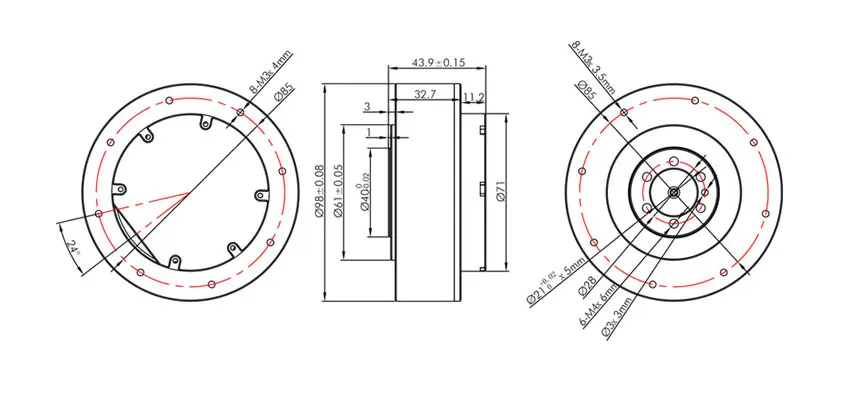 8-M3x 4mm
Ø85
24°
43.9±0.15
32.7
11.2
3
1
Ø98±0.08
Ø61±0.05
Ø40 0 0.02
Ø71
8-M3x 3.5mm
Ø85
Ø21 +0.02 0 x 5mm
Ø28
6-M4x 6mm
Ø3x 3mm